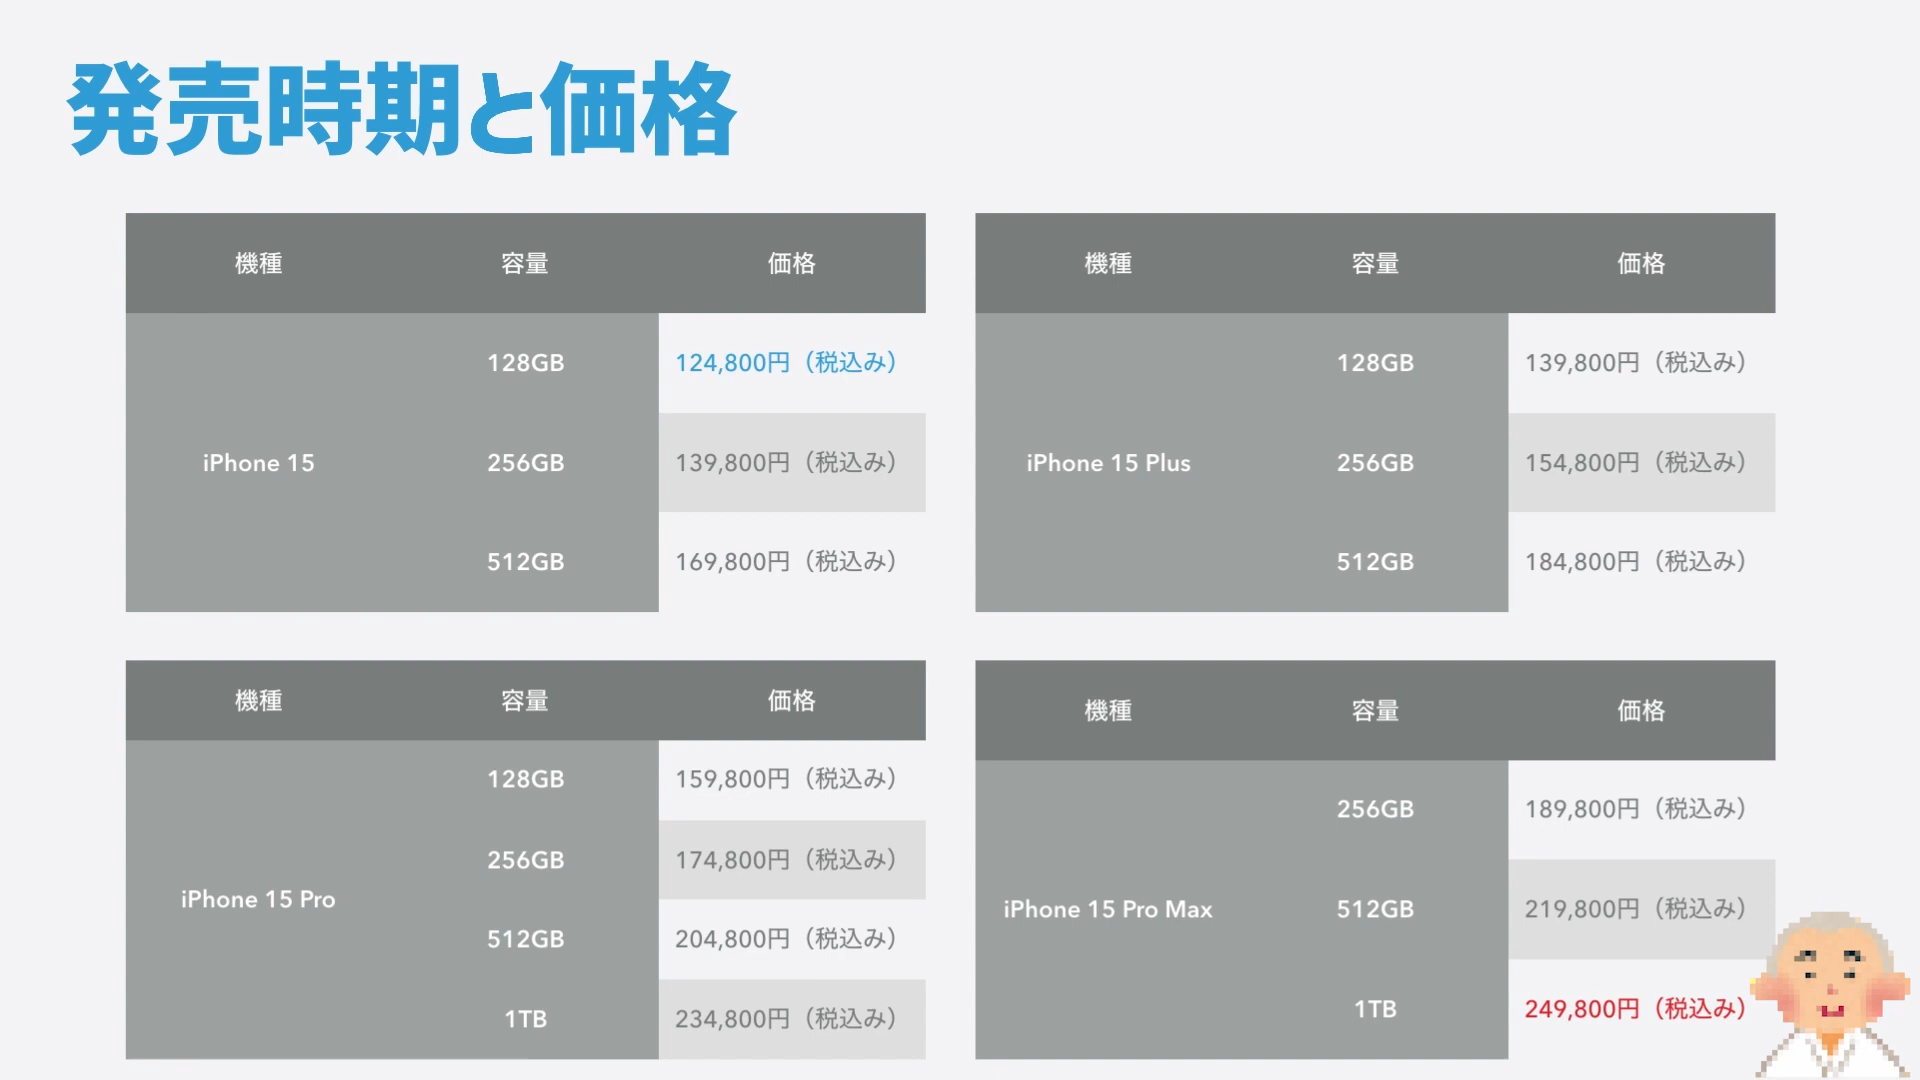 発売時期と価格
機種 容量 価格
iPhone 15
128GB 124,800円（税込み）
256GB 139,800円（税込み）
512GB 169,800円（税込み）
機種 容量 価格
iPhone 15 Plus
128GB 139,800円（税込み）
256GB 154,800円（税込み）
512GB 184,800円（税込み）
機種 容量 価格
iPhone 15 Pro
128GB 159,800円（税込み）
256GB 174,800円（税込み）
512GB 204,800円（税込み）
1TB 234,800円（税込み）
機種 容量 価格
iPhone 15 Pro Max
256GB 189,800円（税込み）
512GB 219,800円（税込み）
1TB 249,800円（税込み）